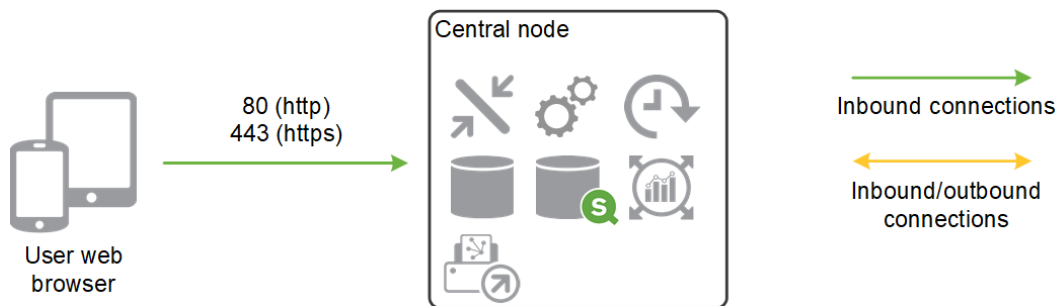 Central node
80 (http)
443 (https)
Inbound connections
Inbound/outbound
connections
S
User web
browser